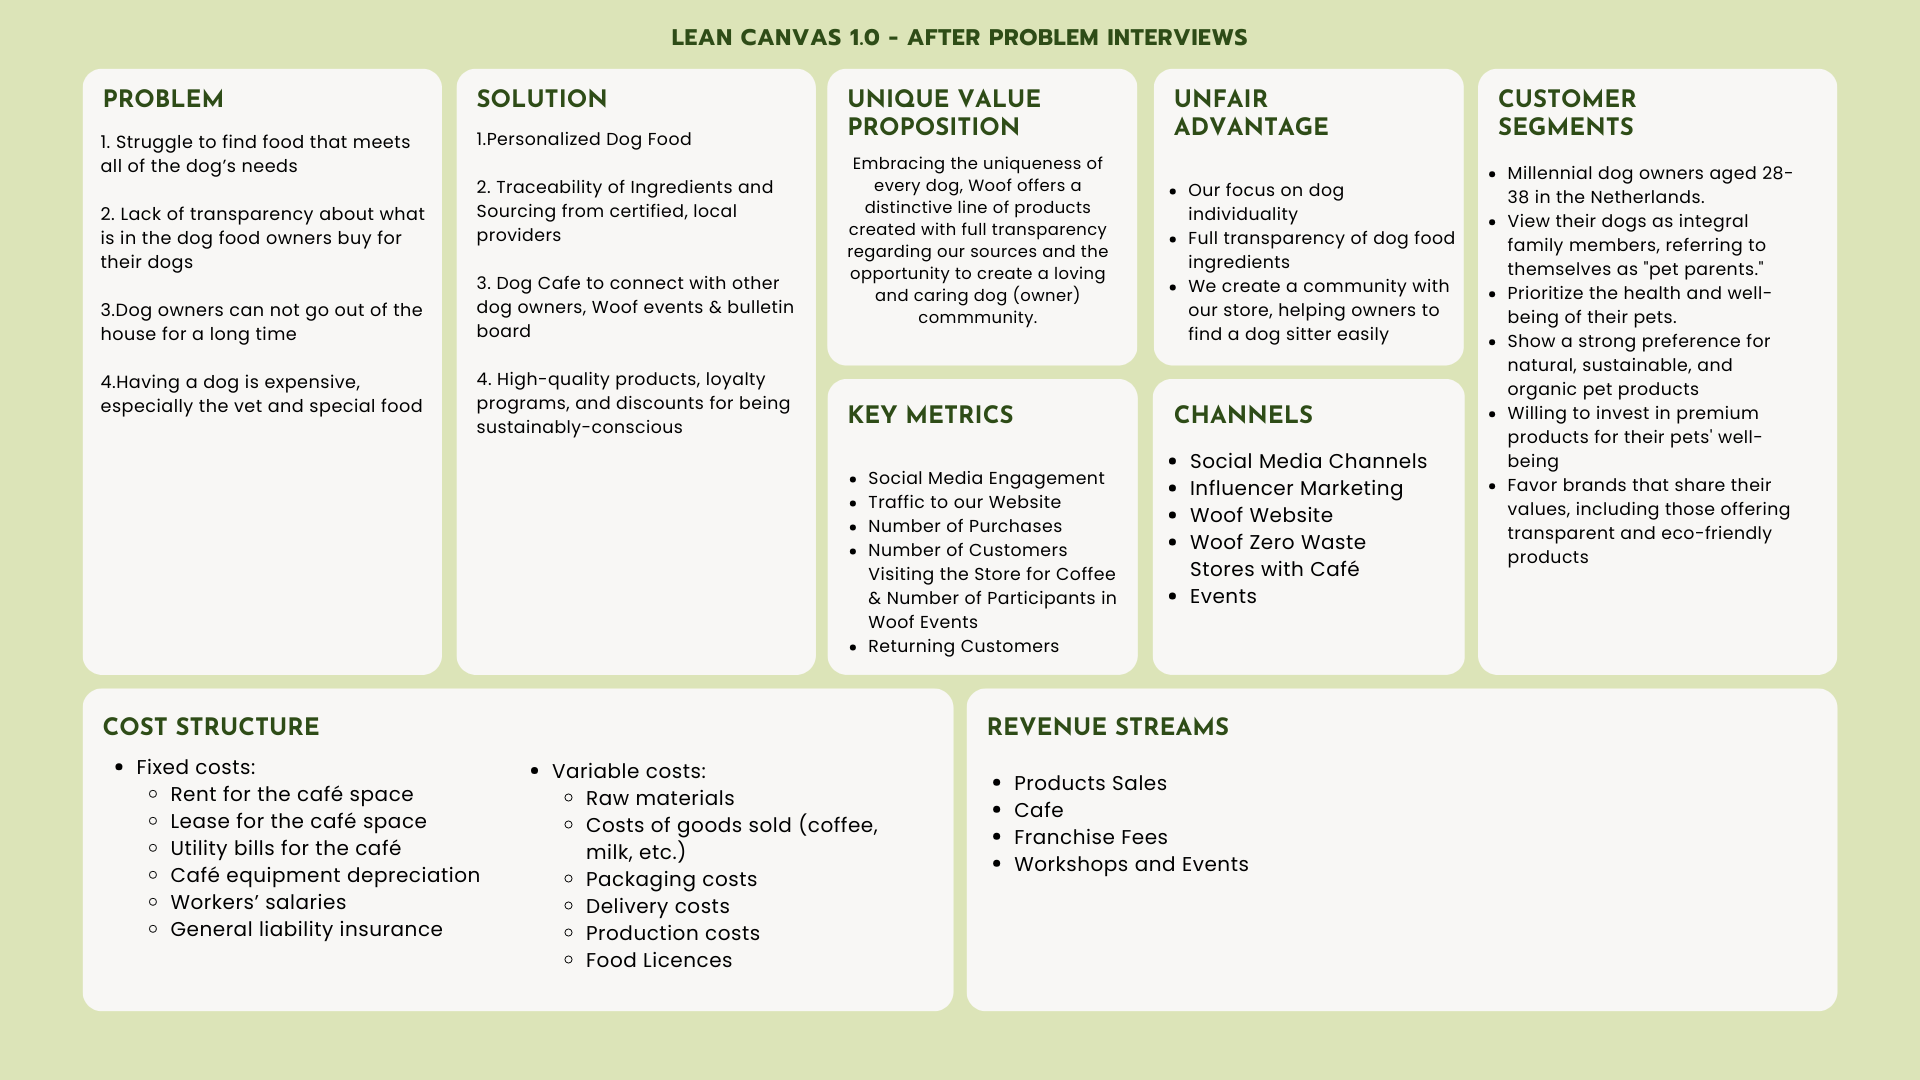 LEAN CANVAS 1.0 - AFTER PROBLEM INTERVIEWS
PROBLEM
1. Struggle to find food that meets
all of the dog's needs
2. Lack of transparency about what
is in the dog food owners buy for
their dogs
3.Dog owners can not go out of the
house for a long time
4.Having a dog is expensive,
especially the vet and special food
SOLUTION
1.Personalized Dog Food
2. Traceability of Ingredients and
Sourcing from certified, local
providers
3. Dog Cafe to connect with other
dog owners, Woof events & bulletin
board
4. High-quality products, loyalty
programs, and discounts for being
sustainably-conscious
UNIQUE VALUE
PROPOSITION
Embracing the uniqueness of
every dog, Woof offers a
distinctive line of products
created with full transparency
regarding our sources and the
opportunity to create a loving
and caring dog (owner)
commmunity.
KEY METRICS
• Social Media Engagement
• Traffic to our Website
• Number of Purchases
• Number of Customers
Visiting the Store for Coffee
& Number of Participants in
Woof Events
• Returning Customers
UNFAIR
ADVANTAGE
• Our focus on dog
individuality
• Full transparency of dog food
ingredients
• We create a community with
our store, helping owners to
find a dog sitter easily
CHANNELS
• Social Media Channels
• Influencer Marketing
• Woof Website
• Woof Zero Waste
Stores with Café
• Events
CUSTOMER
SEGMENTS
• Millennial dog owners aged 28-
38 in the Netherlands.
• View their dogs as integral
family members, referring to
themselves as "pet parents."
• Prioritize the health and well-
being of their pets.
• Show a strong preference for
natural, sustainable, and
organic pet products
• Willing to invest in premium
products for their pets' well-
being
• Favor brands that share their
values, including those offering
transparent and eco-friendly
products
COST STRUCTURE
• Fixed costs:
◦ Rent for the café space
◦ Lease for the café space
◦ Utility bills for the café
◦ Café equipment depreciation
◦ Workers' salaries
◦ General liability insurance
• Variable costs:
◦ Raw materials
◦ Costs of goods sold (coffee,
milk, etc.)
◦ Packaging costs
◦ Delivery costs
◦ Production costs
◦ Food Licences
REVENUE STREAMS
• Products Sales
• Cafe
• Franchise Fees
• Workshops and Events